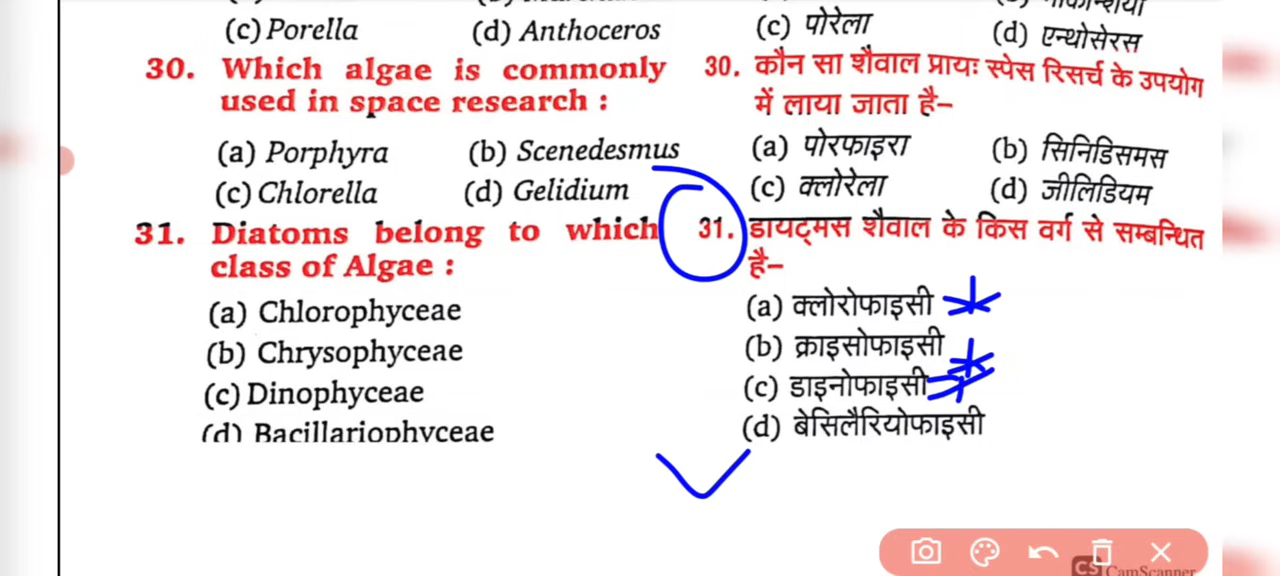 (c) Porella (d) Anthoceros
30. Which algae is commonly
used in space research :
(a) Porphyra (b) Scenedesmus
(c) Chlorella (d) Gelidium
31. Diatoms belong to which
class of Algae :
(a) Chlorophyceae
(b) Chrysophyceae
(c) Dinophyceae
(d) Bacillariophyceae
(c) पोरेला (d) एन्थोसेरस
30. कौन सा शैवाल प्रायः स्पेस रिसर्च के उपयोग
में लाया जाता है–
(a) पोरफाइरा (b) सिनिडिसमस
(c) क्लोरेला (d) जीलिडियम
31. डायट्मस शैवाल के किस वर्ग से सम्बन्धित
है–
(a) क्लोरोफाइसी
(b) क्राइसोफाइसी
(c) डाइनोफाइसी
(d) बेसिलैरियोफाइसी
CS CamScanner